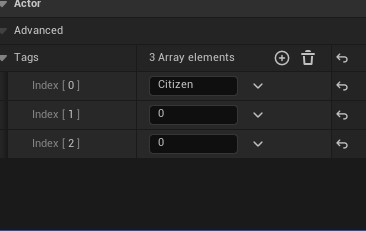 Actor
Advanced
Tags 3 Array elements
Index [ 0 ] Citizen
Index [ 1 ] 0
Index [ 2 ] 0